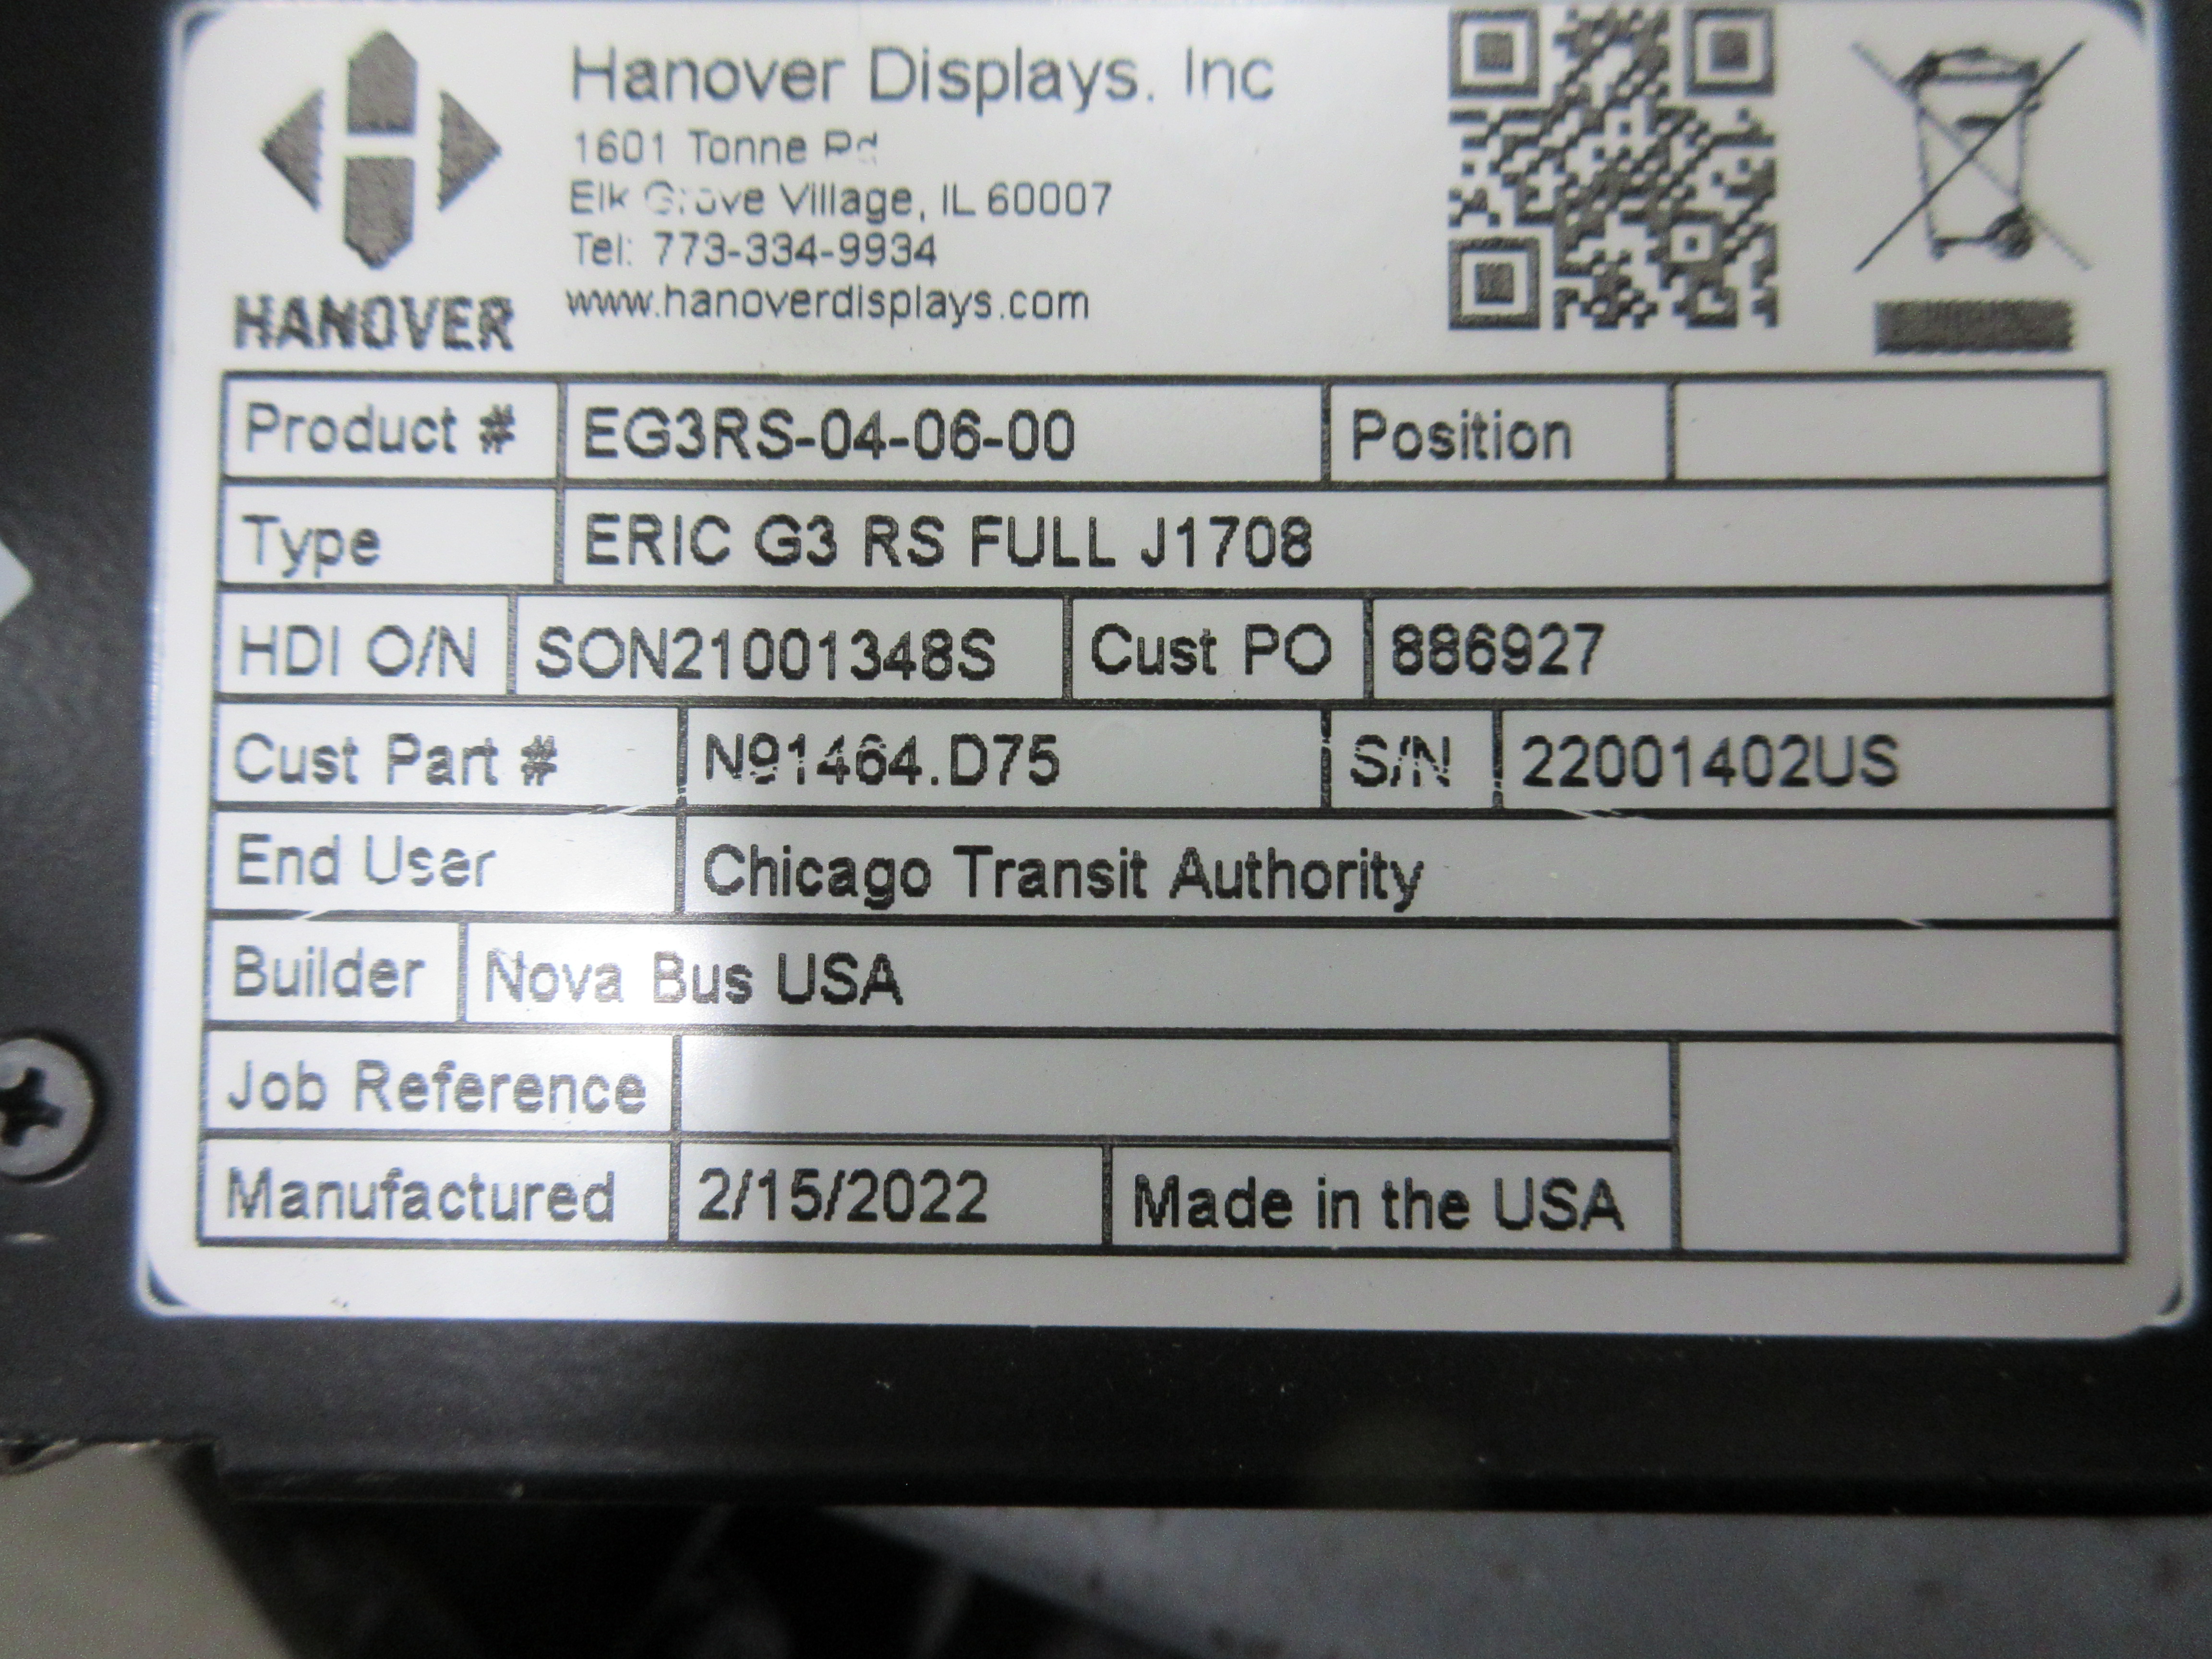 HANOVER
Hanover Displays. Inc
1601 Tonne Rd
Elk Grove Village, IL 60007
Tel: 773-334-9934
www.hanoverdisplays.com
Product # EG3RS-04-06-00 Position
Type ERIC G3 RS FULL J1708
HDI O/N SON21001348S Cust PO 886927
Cust Part # N91464.D75 S/N 22001402US
End User Chicago Transit Authority
Builder Nova Bus USA
Job Reference
Manufactured 2/15/2022 Made in the USA